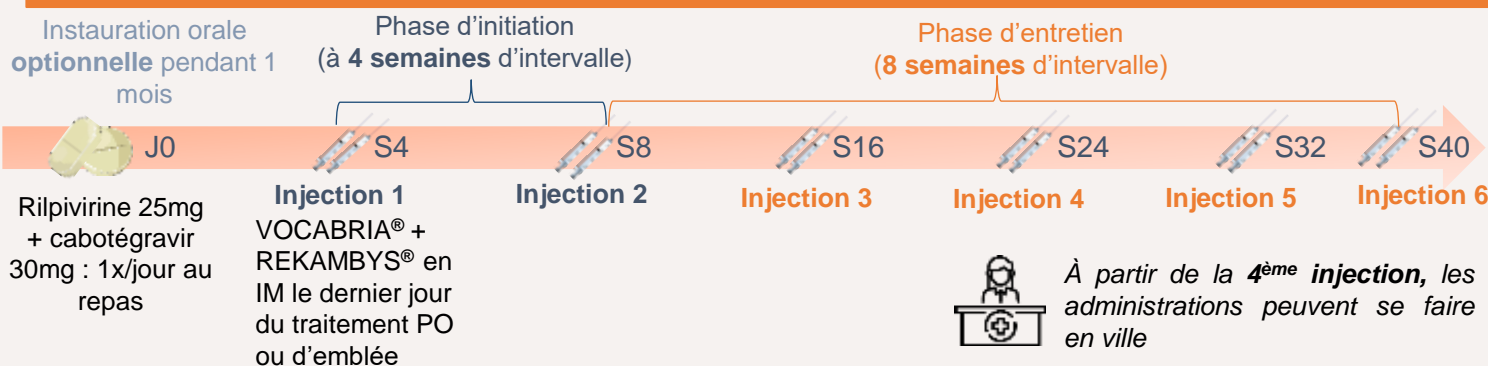 Instauration orale
optionnelle pendant 1
mois
Phase d’initiation
(à 4 semaines d’intervalle)
Phase d’entretien
(8 semaines d’intervalle)
J0
S4
S8
S16
S24
S32
S40
Rilpivirine 25mg
+ cabotégravir
30mg : 1x/jour au
repas
Injection 1
VOCABRIA® +
REKAMBYS® en
IM le dernier jour
du traitement PO
ou d’emblée
Injection 2
Injection 3
Injection 4
Injection 5
Injection 6
À partir de la 4ème injection, les
administrations peuvent se faire
en ville